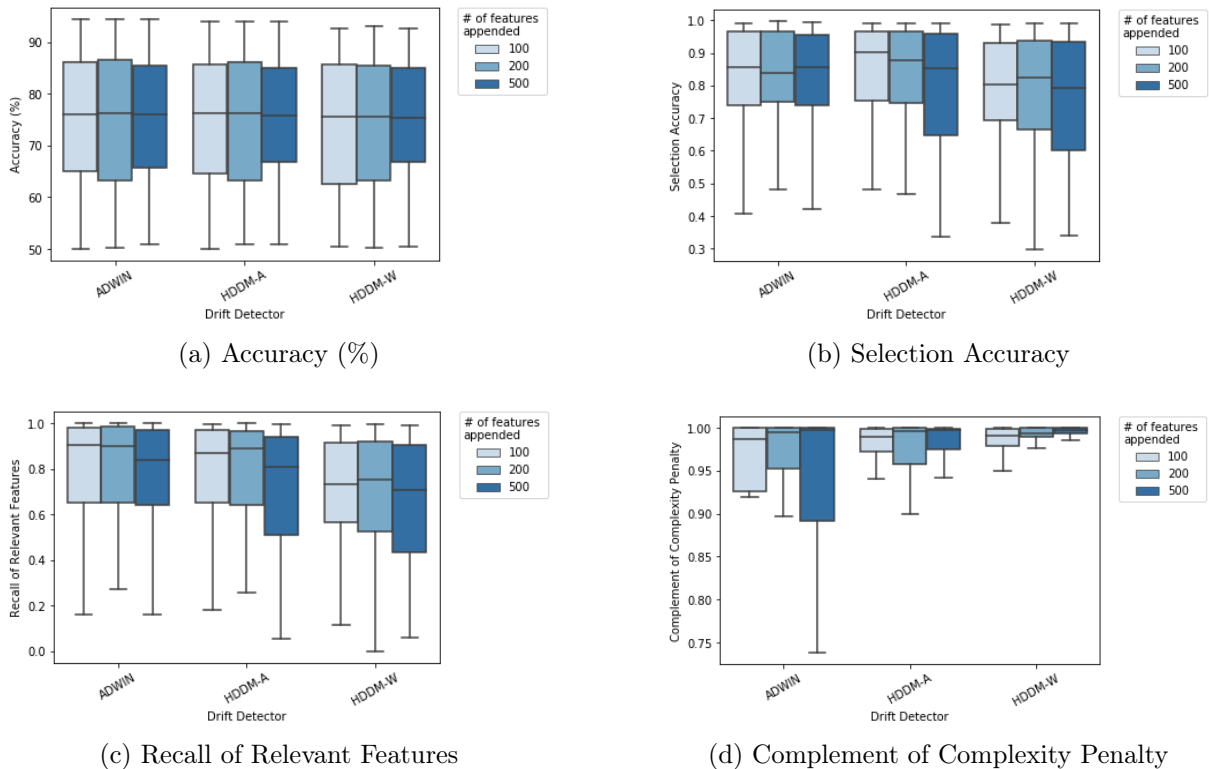 # of features
appended
100
200
500
90
80
70
60
50
Accuracy (%)
ADWIN
HDDM-A
HDDM-W
Drift Detector
(a) Accuracy (%)
# of features
appended
100
200
500
1.0
0.9
0.8
0.7
0.6
0.5
0.4
0.3
Selection Accuracy
ADWIN
HDDM-A
HDDM-W
Drift Detector
(b) Selection Accuracy
# of features
appended
100
200
500
1.0
0.8
0.6
0.4
0.2
0.0
Recall of Relevant Features
ADWIN
HDDM-A
HDDM-W
Drift Detector
(c) Recall of Relevant Features
# of features
appended
100
200
500
1.00
0.95
0.90
0.85
0.80
0.75
Complement of Complexity Penalty
ADWIN
HDDM-A
HDDM-W
Drift Detector
(d) Complement of Complexity Penalty